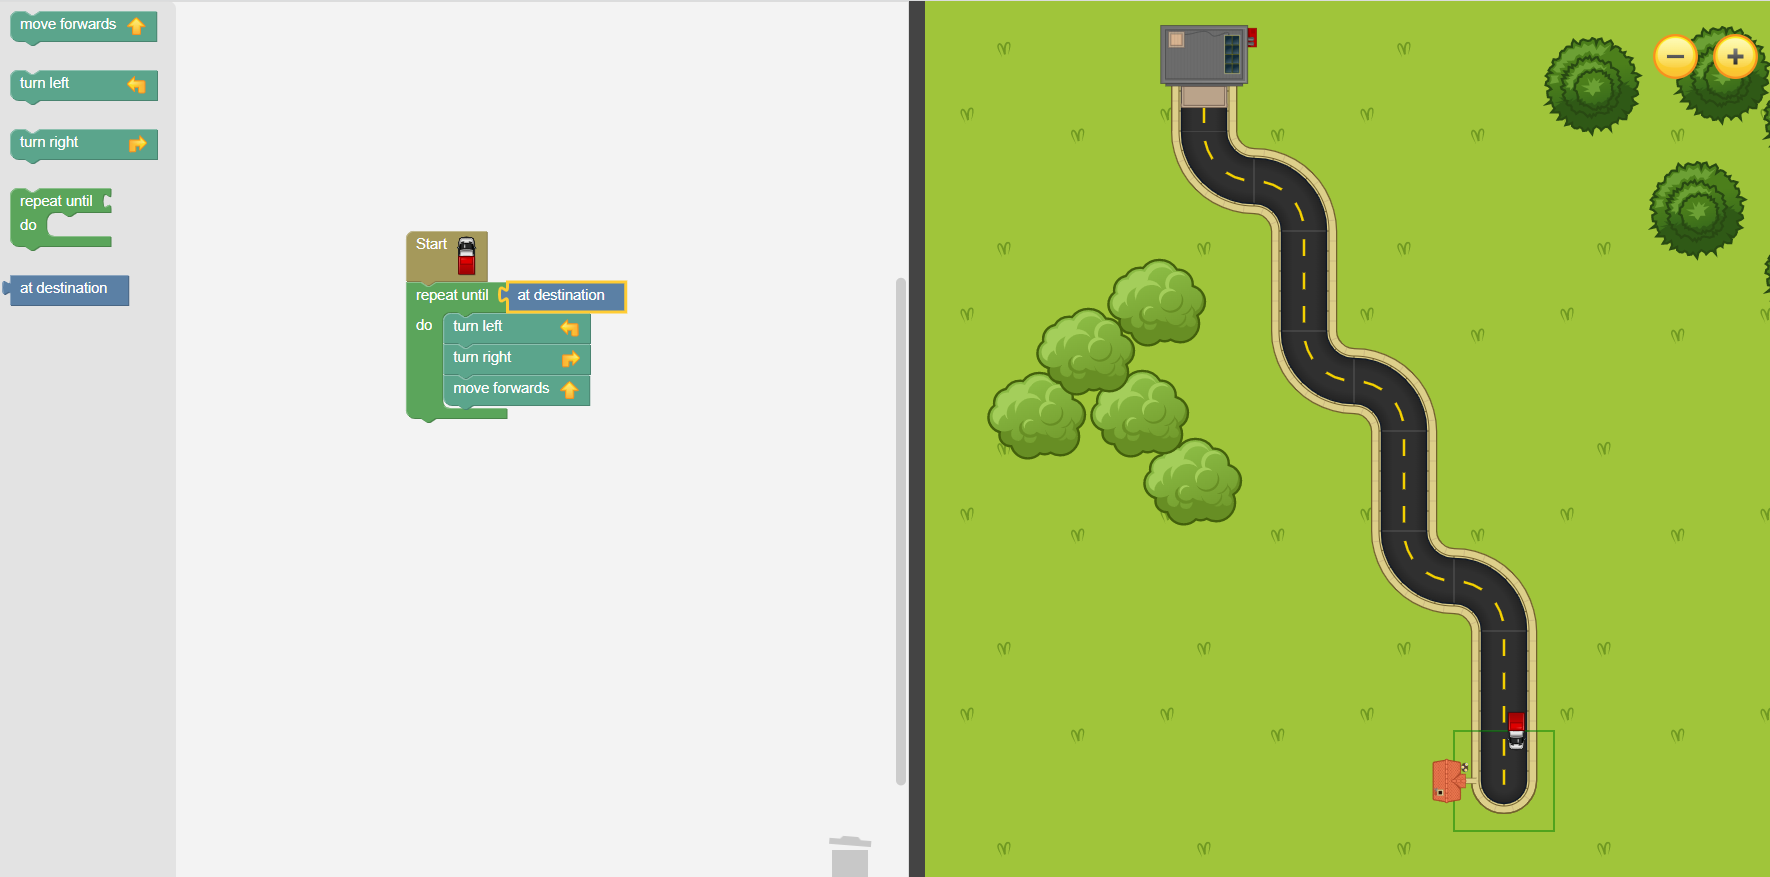 move forwards
turn left
turn right
repeat until
do
at destination
Start
repeat until at destination
do turn left
turn right
move forwards